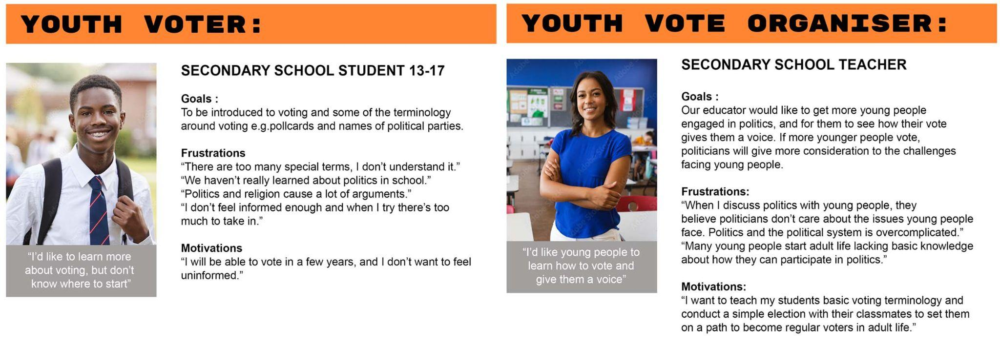 YOUTH VOTER:
SECONDARY SCHOOL STUDENT 13-17
Goals :
To be introduced to voting and some of the terminology
around voting e.g.pollcards and names of political parties.
Frustrations
“There are too many special terms, I don’t understand it.”
“We haven’t really learned about politics in school.”
“Politics and religion cause a lot of arguments.”
“I don’t feel informed enough and when I try there’s too
much to take in.”
Motivations
“I will be able to vote in a few years, and I don’t want to feel
uninformed.”
“I’d like to learn more
about voting, but don’t
know where to start”
YOUTH VOTE ORGANISER:
SECONDARY SCHOOL TEACHER
Goals :
Our educator would like to get more young people
engaged in politics, and for them to see how their vote
gives them a voice. If more younger people vote,
politicians will give more consideration to the challenges
facing young people.
Frustrations:
“When I discuss politics with young people, they
believe politicians don’t care about the issues young people
face. Politics and the political system is overcomplicated.”
“Many young people start adult life lacking basic knowledge
about how they can participate in politics.”
Motivations:
“I want to teach my students basic voting terminology and
conduct a simple election with their classmates to set them
on a path to become regular voters in adult life.”
“I’d like young people to
learn how to vote and
give them a voice”